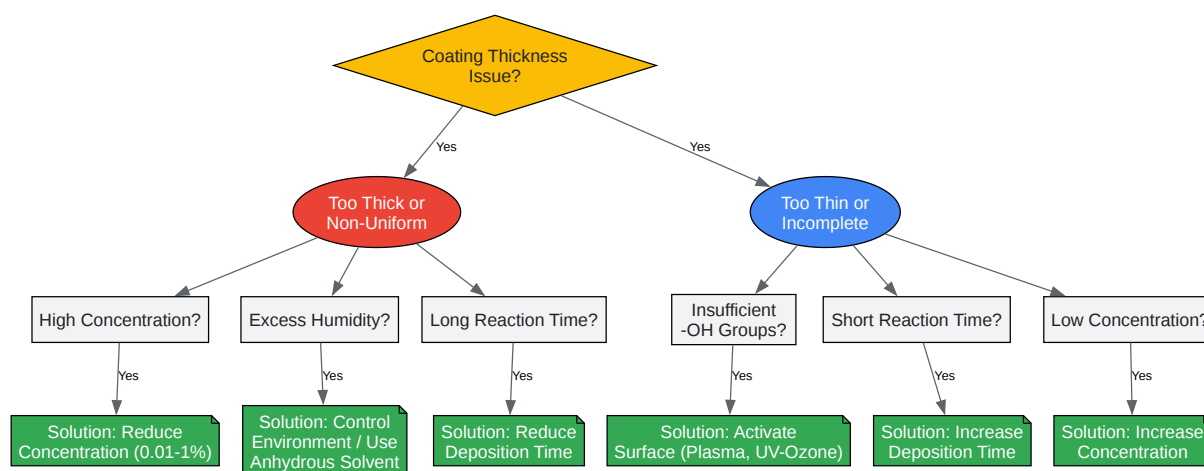 Coating Thickness
Issue?
Yes
Yes
Too Thick or
Non-Uniform
Too Thin or
Incomplete
High Concentration?
Excess Humidity?
Long Reaction Time?
Insufficient
-OH Groups?
Short Reaction Time?
Low Concentration?
Yes
Yes
Yes
Yes
Yes
Yes
Solution: Reduce
Concentration (0.01-1%)
Solution: Control
Environment / Use
Anhydrous Solvent
Solution: Reduce
Deposition Time
Solution: Activate
Surface (Plasma, UV-Ozone)
Solution: Increase
Deposition Time
Solution: Increase
Concentration